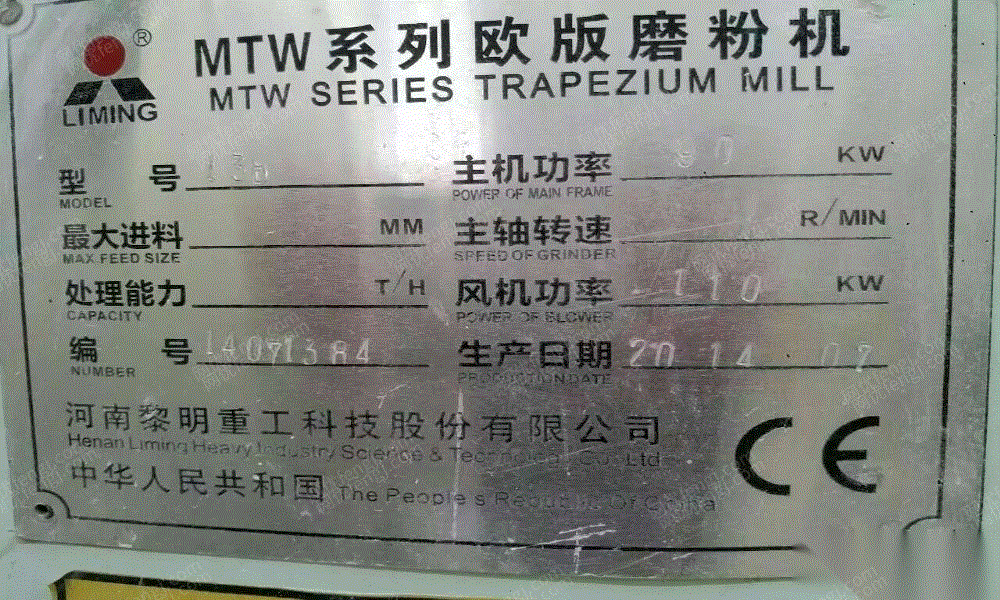 ®
LIMING
MTW系列欧版磨粉机
MTW SERIES TRAPEZIUM MILL
型 号 138
MODEL
主机功率 90 KW
POWER OF MAIN FRAME
最大进料 MM
MAX FEED SIZE
主轴转速 R/MIN
SPEED OF GRINDER
处理能力 T/H
CAPACITY
风机功率 110 KW
POWER OF BLOWER
编 号 14071384
NUMBER
生产日期 2014 07
PRODUCTION DATE
河南黎明重工科技股份有限公司
Henan Liming Heavy Industry Science & Technology Co. Ltd
中华人民共和国 The People's Republic Of China
CE